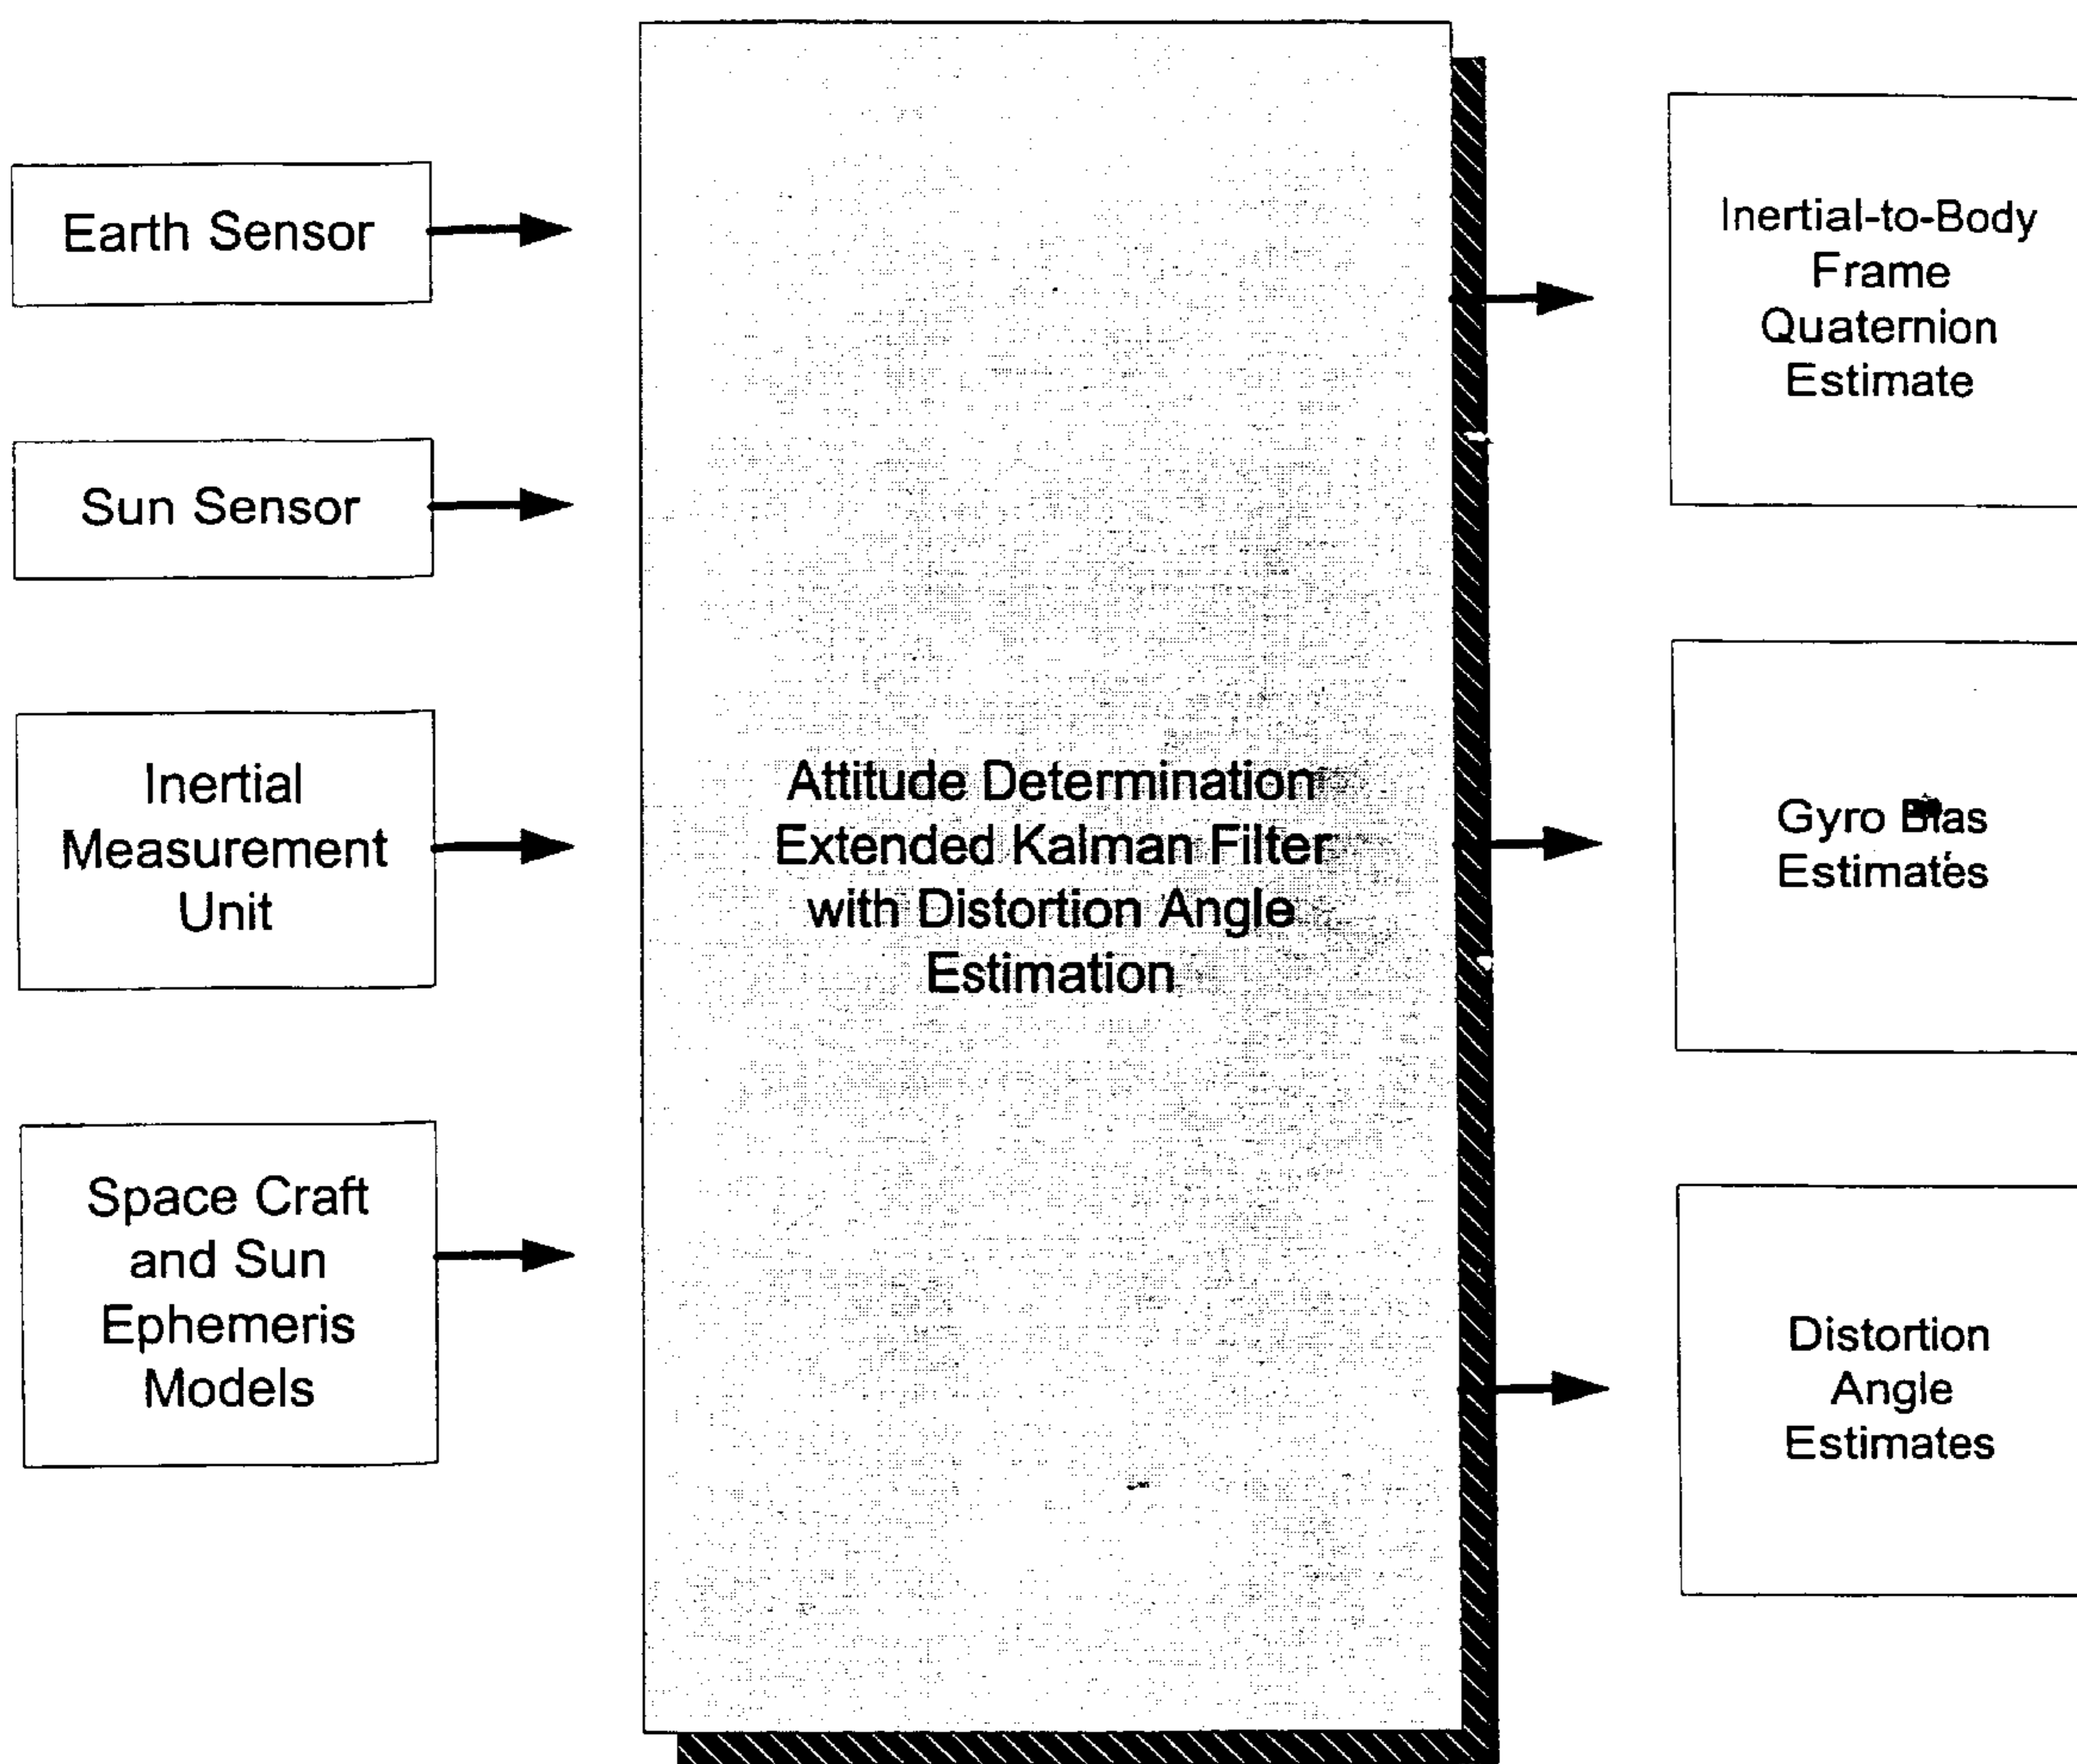 Earth Sensor
Sun Sensor
Inertial
Measurement
Unit
Space Craft
and Sun
Ephemeris
Models
Attitude Determination
Extended Kalman Filter
with Distortion Angle
Estimation
Inertial-to-Body
Frame
Quaternion
Estimate
Gyro Bias
Estimates
Distortion
Angle
Estimates